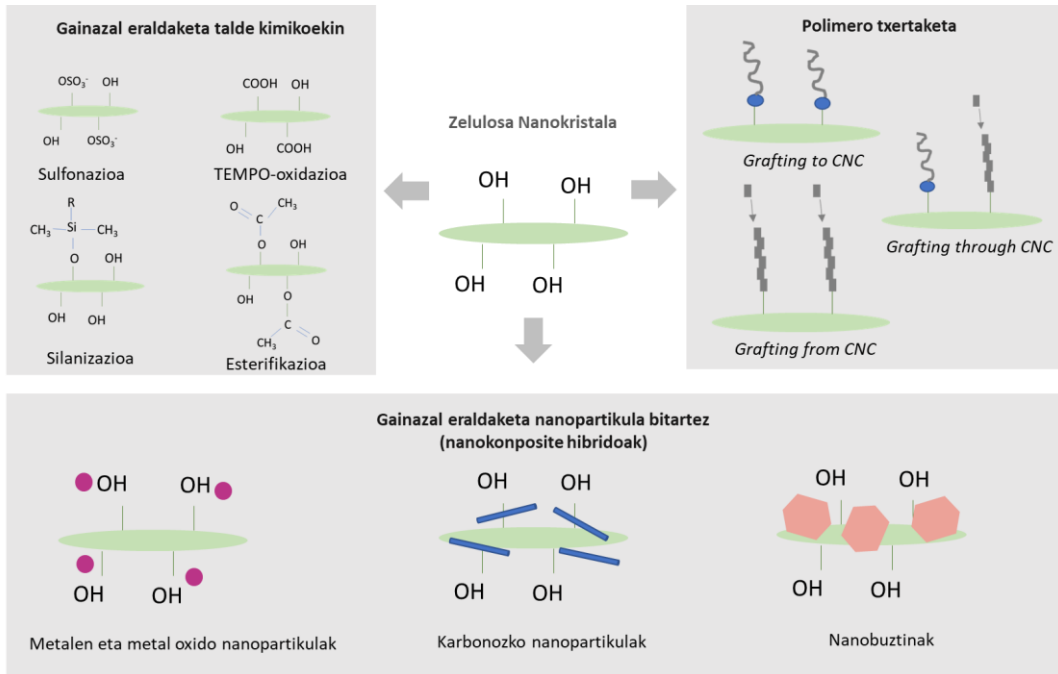 Gainazal eraldaketa talde kimikoekin
OSO₃⁻ OH
OH OSO₃⁻
Sulfonazioa
COOH OH
OH COOH
TEMPO-oxidazioa
R
CH₃ Si CH₃
O OH
OH OH
Silanizazioa
O C CH₃
O OH
OH O
CH₃ C O
Esterifikazioa
Zelulosa Nanokristala
OH OH
OH OH
Polimero txertaketa
Grafting to CNC
Grafting through CNC
Grafting from CNC
Gainazal eraldaketa nanopartikula bitartez
(nanokonposite hibridoak)
OH OH
OH OH
Metalen eta metal oxido nanopartikulak
OH OH
OH OH
Karbonozko nanopartikulak
OH OH
OH OH
Nanobuztinak